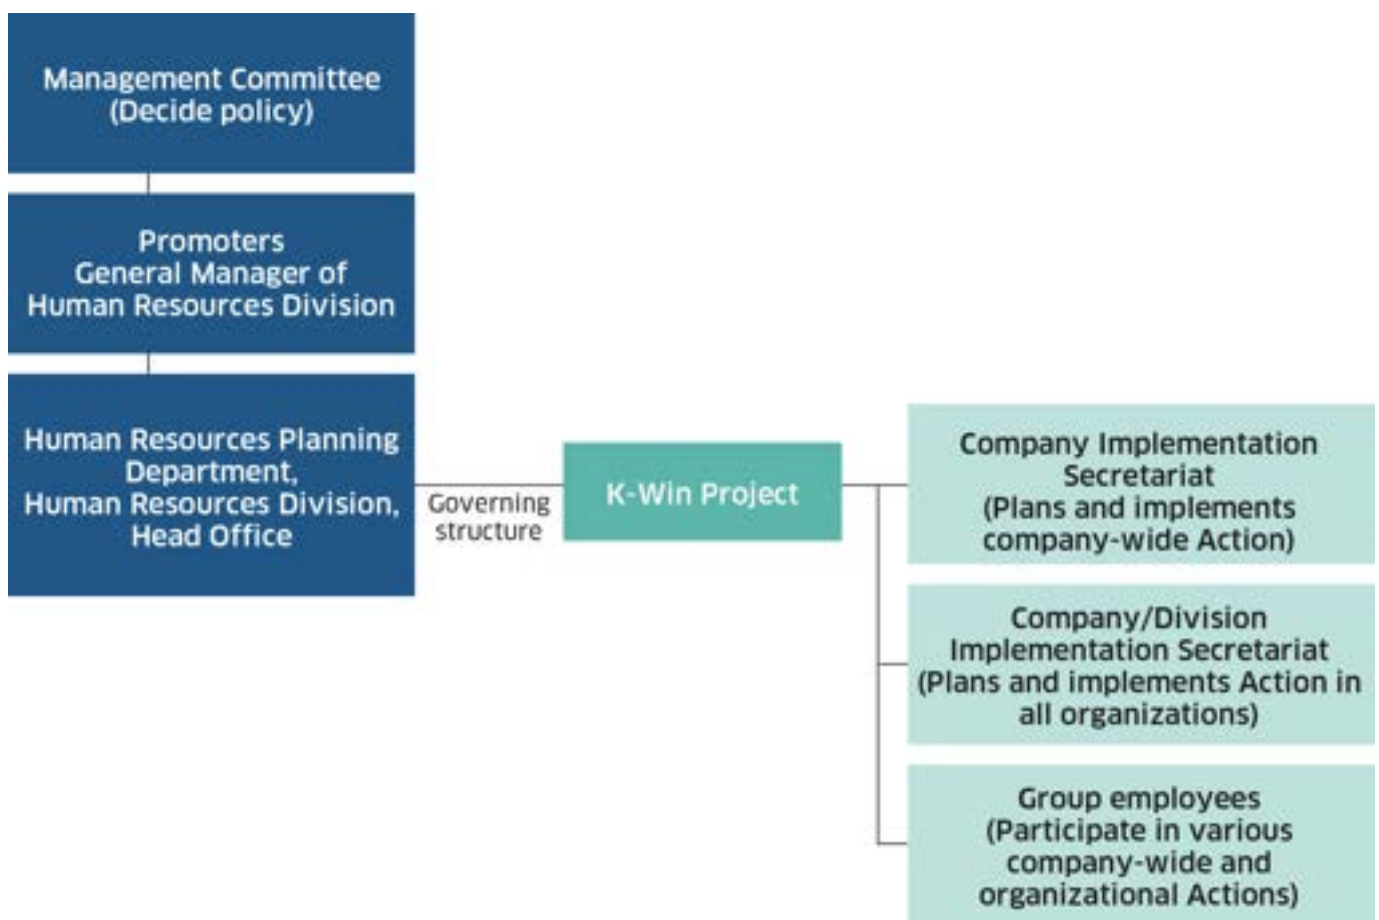 Management Committee
(Decide policy)
Promoters
General Manager of
Human Resources Division
Human Resources Planning
Department,
Human Resources Division,
Head Office
Governing
structure
K-Win Project
Company Implementation
Secretariat
(Plans and implements
company-wide Action)
Company/Division
Implementation Secretariat
(Plans and implements Action in
all organizations)
Group employees
(Participate in various
company-wide and
organizational Actions)